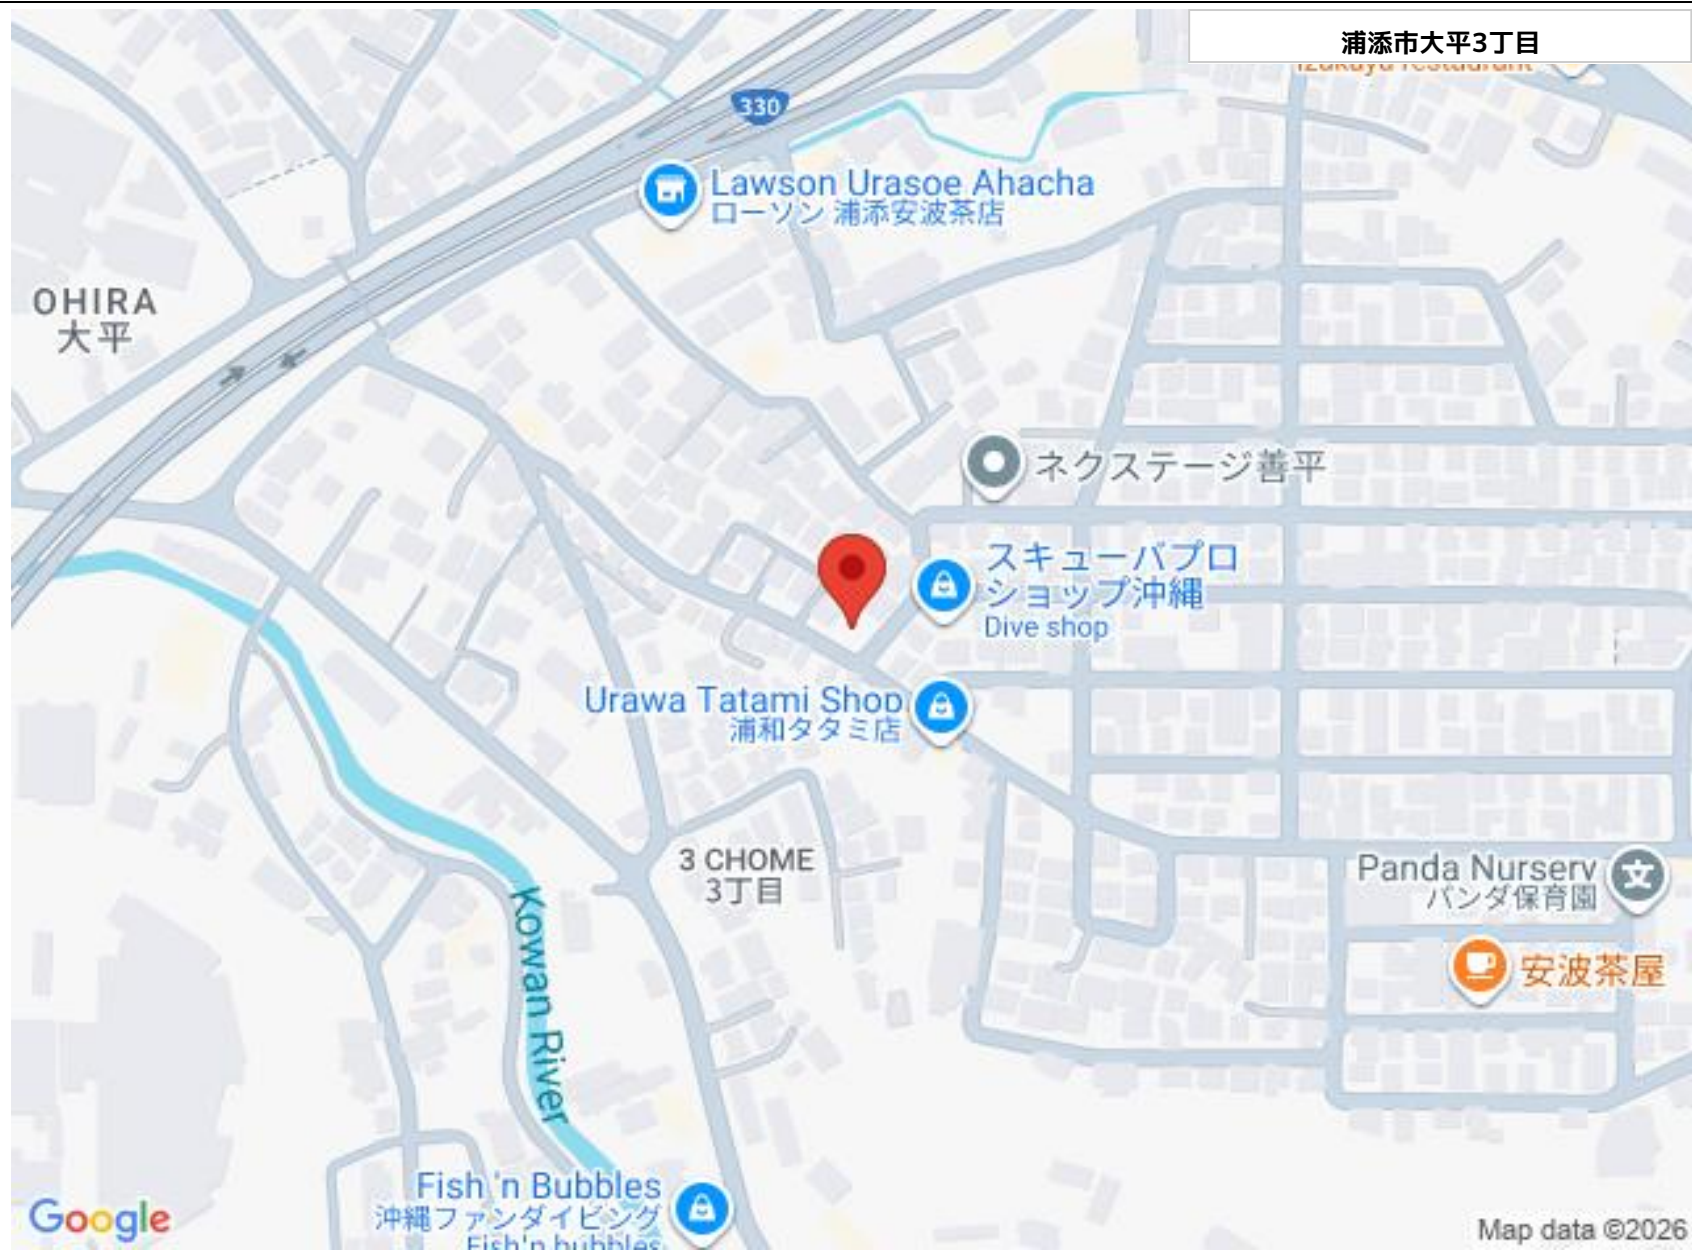 浦添市大平3丁目
Izakaya restaurant
330
Lawson Urasoe Ahacha
ローソン 浦添安波茶店
OHIRA
大平
ネクステージ善平
スキューバプロ
ショップ沖縄
Dive shop
Urawa Tatami Shop
浦和タタミ店
3 CHOME
3丁目
Panda Nursery
パンダ保育園
安波茶屋
Kowan River
Fish 'n Bubbles
沖縄ファンダイビング
Fish'n bubbles
Google
Map data ©2026